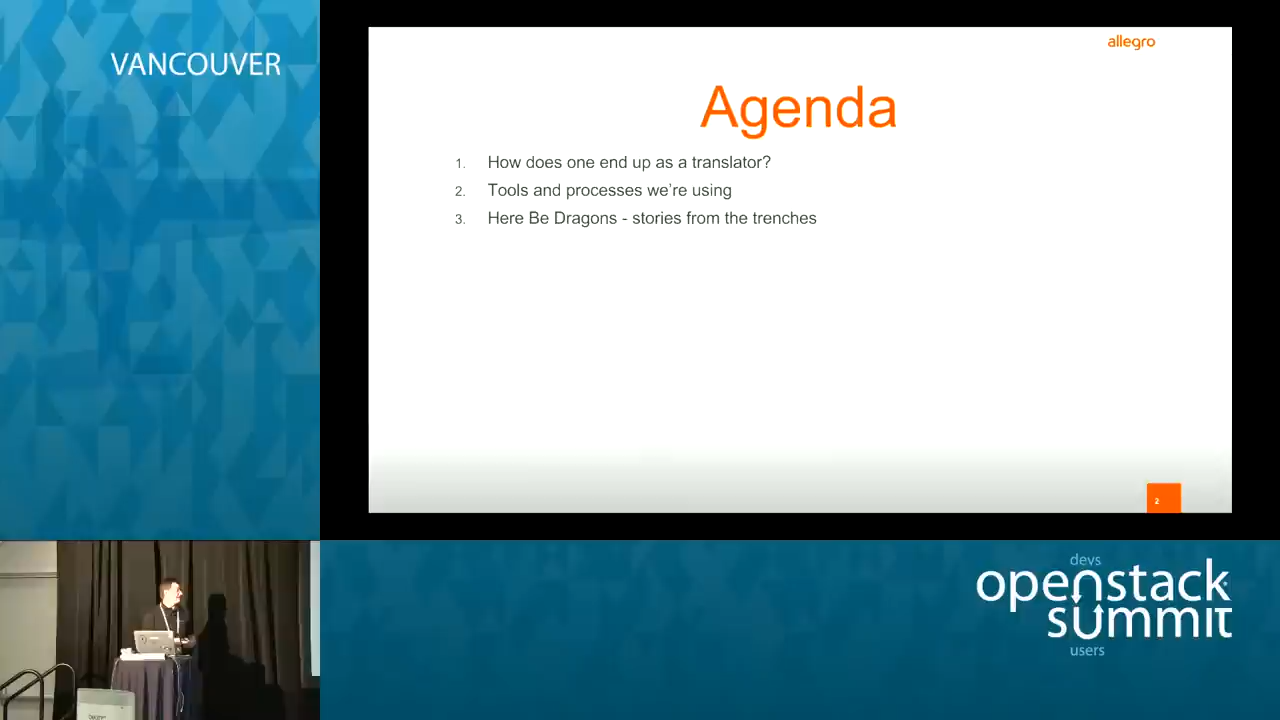 VANCOUVER
allegro
Agenda
1. How does one end up as a translator?
2. Tools and processes we're using
3. Here Be Dragons - stories from the trenches
2
devs
openstack
summit
users